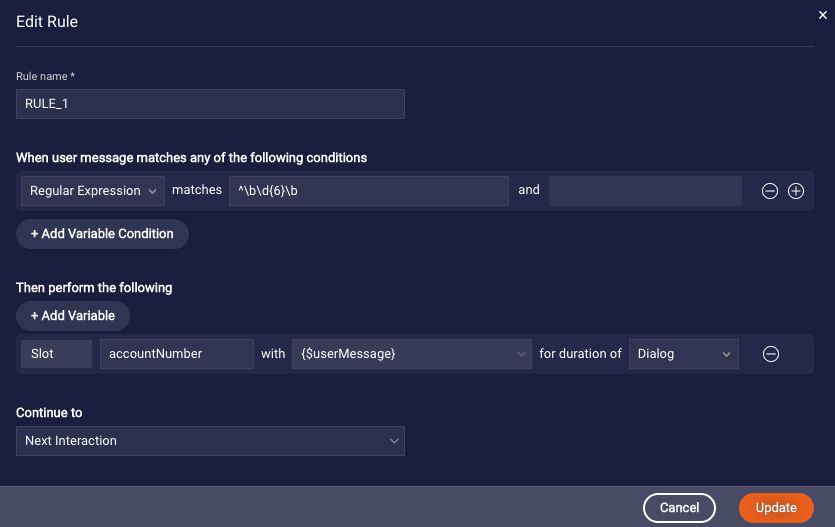 Edit Rule
Rule name *
RULE_1
When user message matches any of the following conditions
Regular Expression matches ^\b\d{6}\b and
+ Add Variable Condition
Then perform the following
+ Add Variable
Slot accountNumber with {$userMessage} for duration of Dialog
Continue to
Next Interaction
Cancel Update